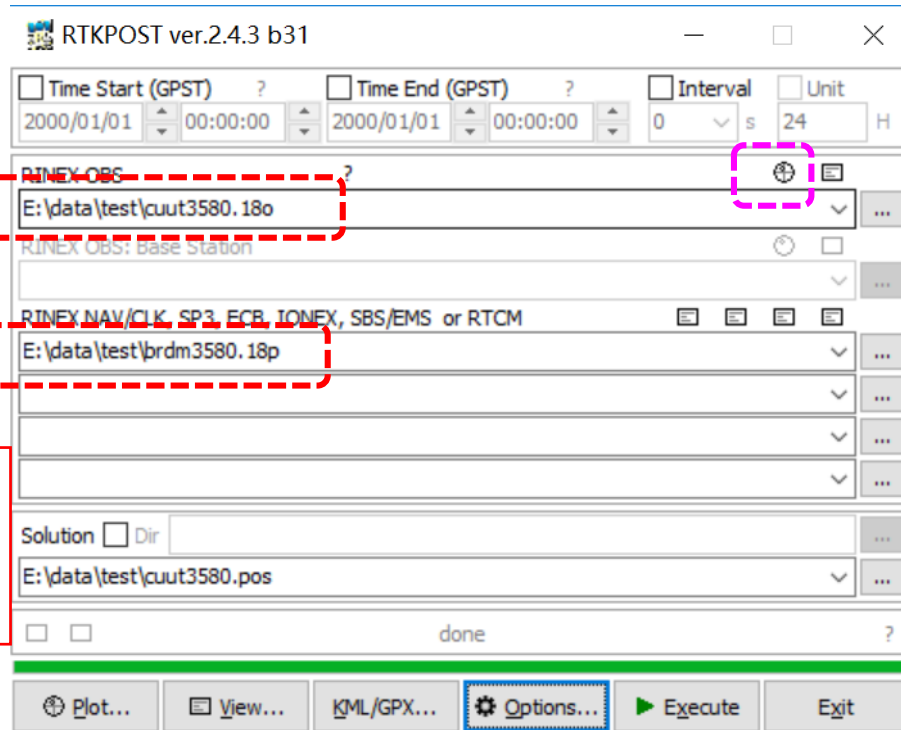 RTKPOST ver.2.4.3 b31
Time Start (GPST) ? Time End (GPST) ? Interval Unit
2000/01/01 00:00:00 2000/01/01 00:00:00 0 s 24 H
RINEX OBS ?
E:\data\test\cuut3580.18o ...
RINEX OBS: Base Station
...
RINEX NAV/CLK, SP3, ECB, IONEX, SBS/EMS or RTCM
E:\data\test\brdm3580.18p ...
...
...
...
Solution Dir ...
E:\data\test\cuut3580.pos ...
done ?
Plot... View... KML/GPX... Options... Execute Exit